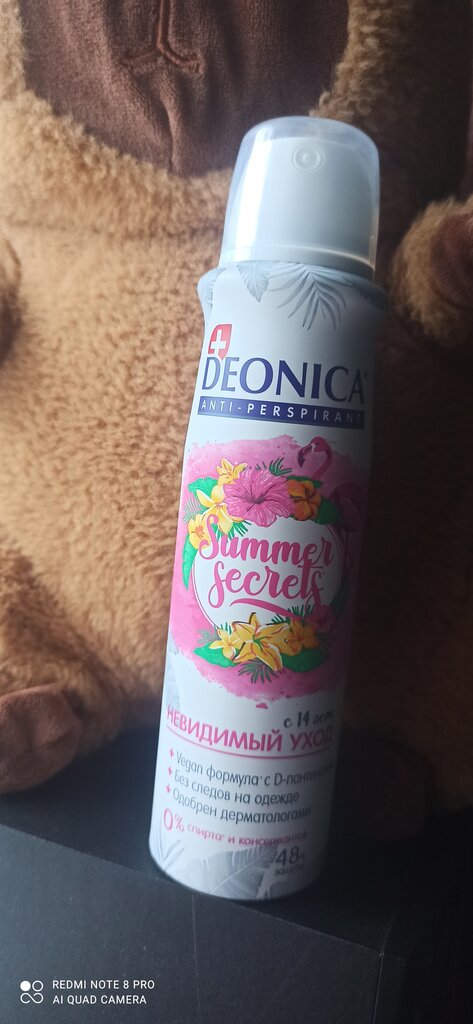 DEONICA®
ANTI-PERSPIRANT
Summer
Secrets
с 14 лет
НЕВИДИМЫЙ УХОД
+ Vegan формула* с D-пантенолом
+ Без следов на одежде
+ Одобрен дерматологами
0% спирта* и консервантов
48ч
защиты
REDMI NOTE 8 PRO
AI QUAD CAMERA